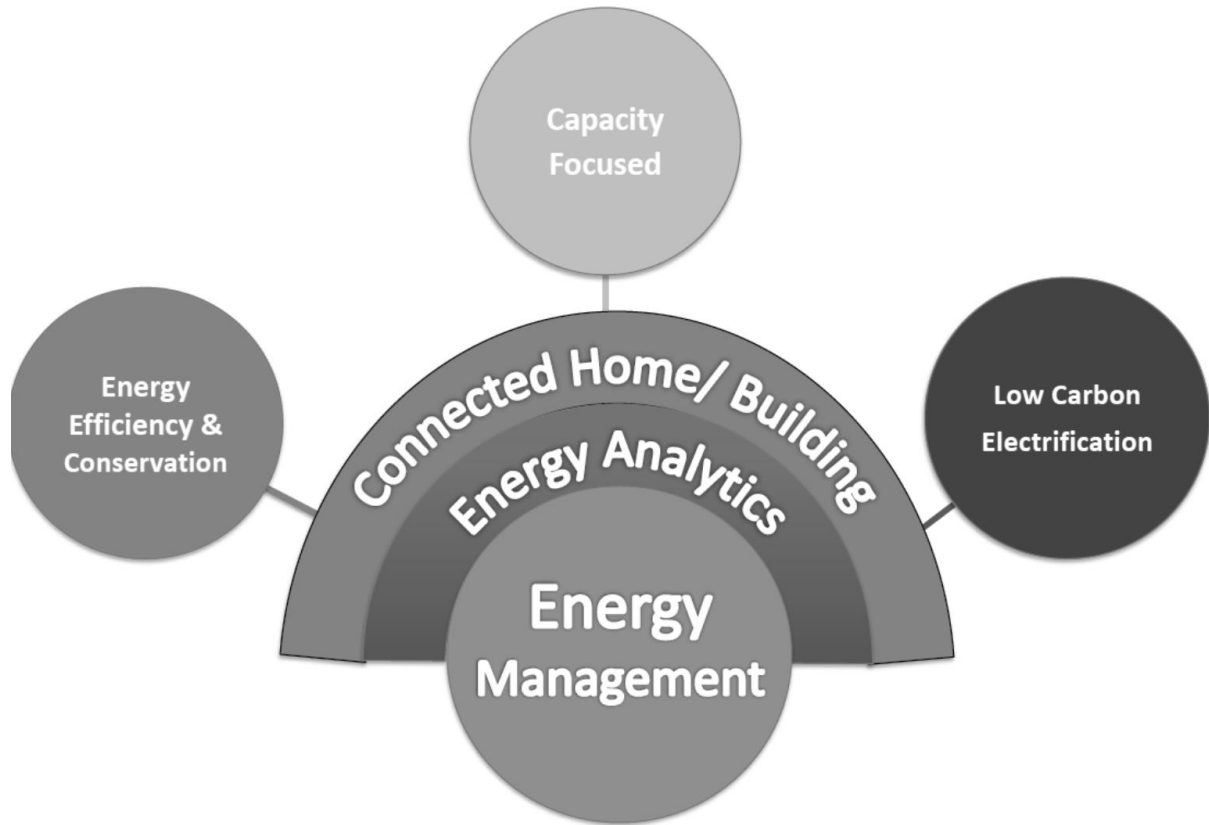 Capacity
Focused
Energy
Efficiency &
Conservation
Low Carbon
Electrification
Connected Home/ Building
Energy Analytics
Energy
Management